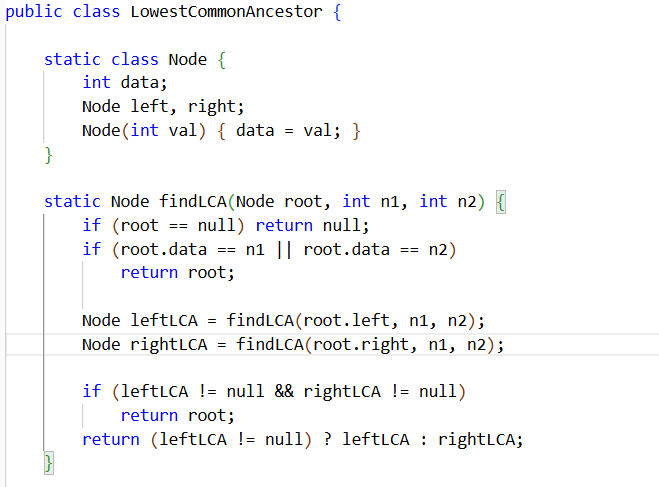 public class LowestCommonAncestor {
static class Node {
int data;
Node left, right;
Node(int val) { data = val; }
}
static Node findLCA(Node root, int n1, int n2) {
if (root == null) return null;
if (root.data == n1 || root.data == n2)
return root;
Node leftLCA = findLCA(root.left, n1, n2);
Node rightLCA = findLCA(root.right, n1, n2);
if (leftLCA != null && rightLCA != null)
return root;
return (leftLCA != null) ? leftLCA : rightLCA;
}